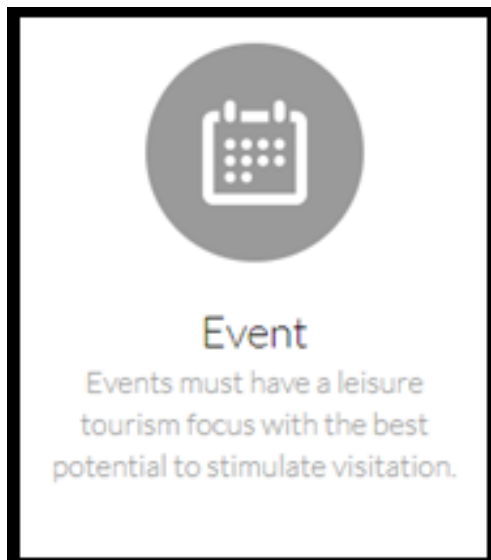 Event
Events must have a leisure
tourism focus with the best
potential to stimulate visitation.